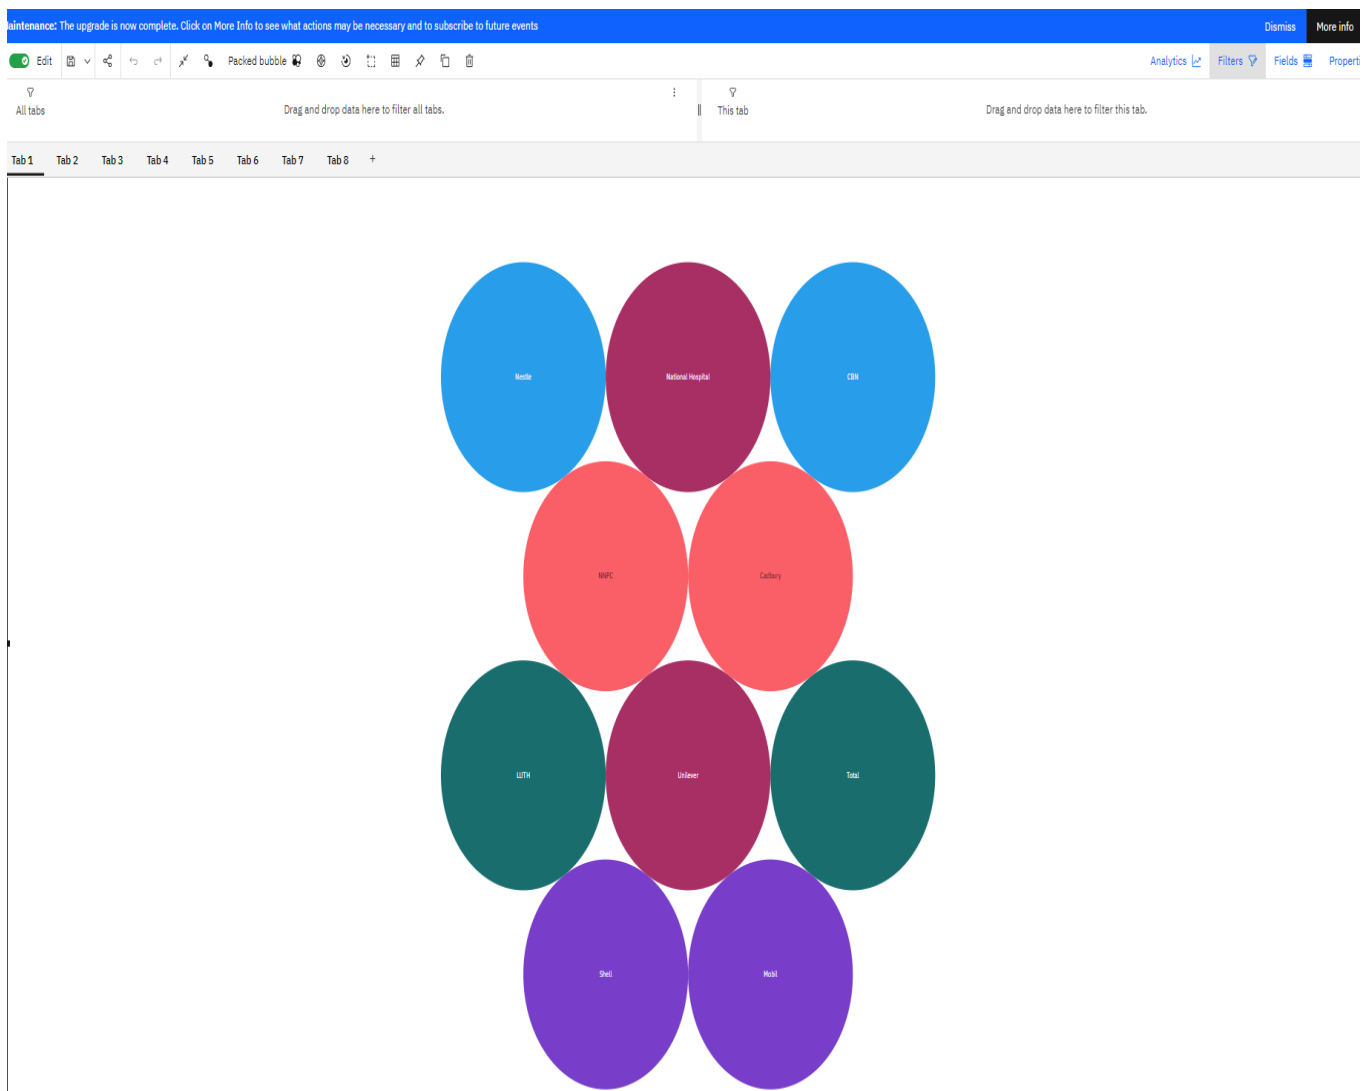 aintenance: The upgrade is now complete. Click on More Info to see what actions may be necessary and to subscribe to future events
Dismiss
More info
Edit
Packed bubble
Analytics
Filters
Fields
Properti
All tabs
Drag and drop data here to filter all tabs.
This tab
Drag and drop data here to filter this tab.
Tab 1
Tab 2
Tab 3
Tab 4
Tab 5
Tab 6
Tab 7
Tab 8
+
Nestle
National Hospital
CBN
NNPC
Cadbury
LUTH
Unilever
Total
Shell
Mobil